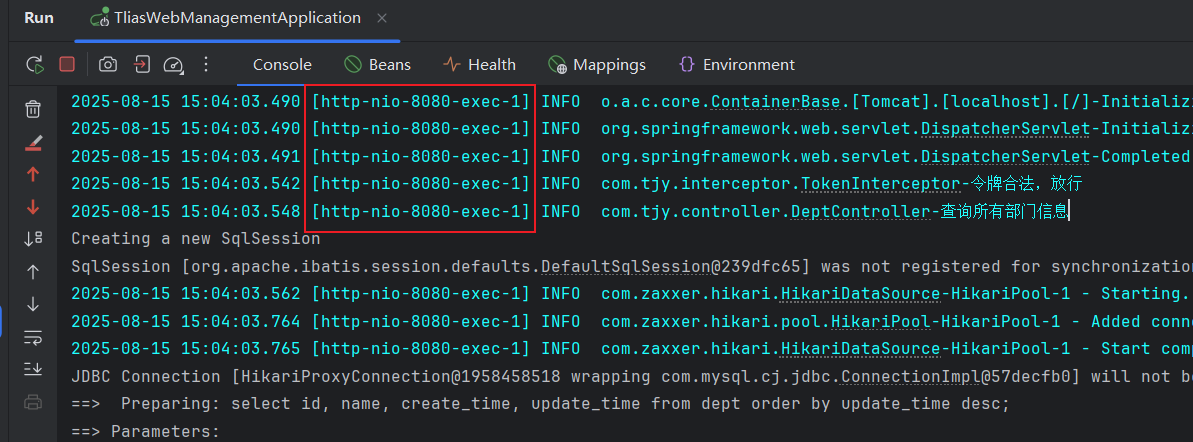 Run TliasWebManagementApplication
Console Beans Health Mappings Environment
2025-08-15 15:04:03.490 [http-nio-8080-exec-1] INFO o.a.c.core.ContainerBase.[Tomcat].[localhost].[/]-Initializ
2025-08-15 15:04:03.490 [http-nio-8080-exec-1] INFO org.springframework.web.servlet.DispatcherServlet-Initializ
2025-08-15 15:04:03.491 [http-nio-8080-exec-1] INFO org.springframework.web.servlet.DispatcherServlet-Completed
2025-08-15 15:04:03.542 [http-nio-8080-exec-1] INFO com.tjy.interceptor.TokenInterceptor-令牌合法，放行
2025-08-15 15:04:03.548 [http-nio-8080-exec-1] INFO com.tjy.controller.DeptController-查询所有部门信息
Creating a new SqlSession
SqlSession [org.apache.ibatis.session.defaults.DefaultSqlSession@239dfc65] was not registered for synchronizatio
2025-08-15 15:04:03.562 [http-nio-8080-exec-1] INFO com.zaxxer.hikari.HikariDataSource-HikariPool-1 - Starting.
2025-08-15 15:04:03.764 [http-nio-8080-exec-1] INFO com.zaxxer.hikari.pool.HikariPool-HikariPool-1 - Added conn
2025-08-15 15:04:03.765 [http-nio-8080-exec-1] INFO com.zaxxer.hikari.HikariDataSource-HikariPool-1 - Start comp
JDBC Connection [HikariProxyConnection@1958458518 wrapping com.mysql.cj.jdbc.ConnectionImpl@57decfb0] will not be
==> Preparing: select id, name, create_time, update_time from dept order by update_time desc;
==> Parameters: